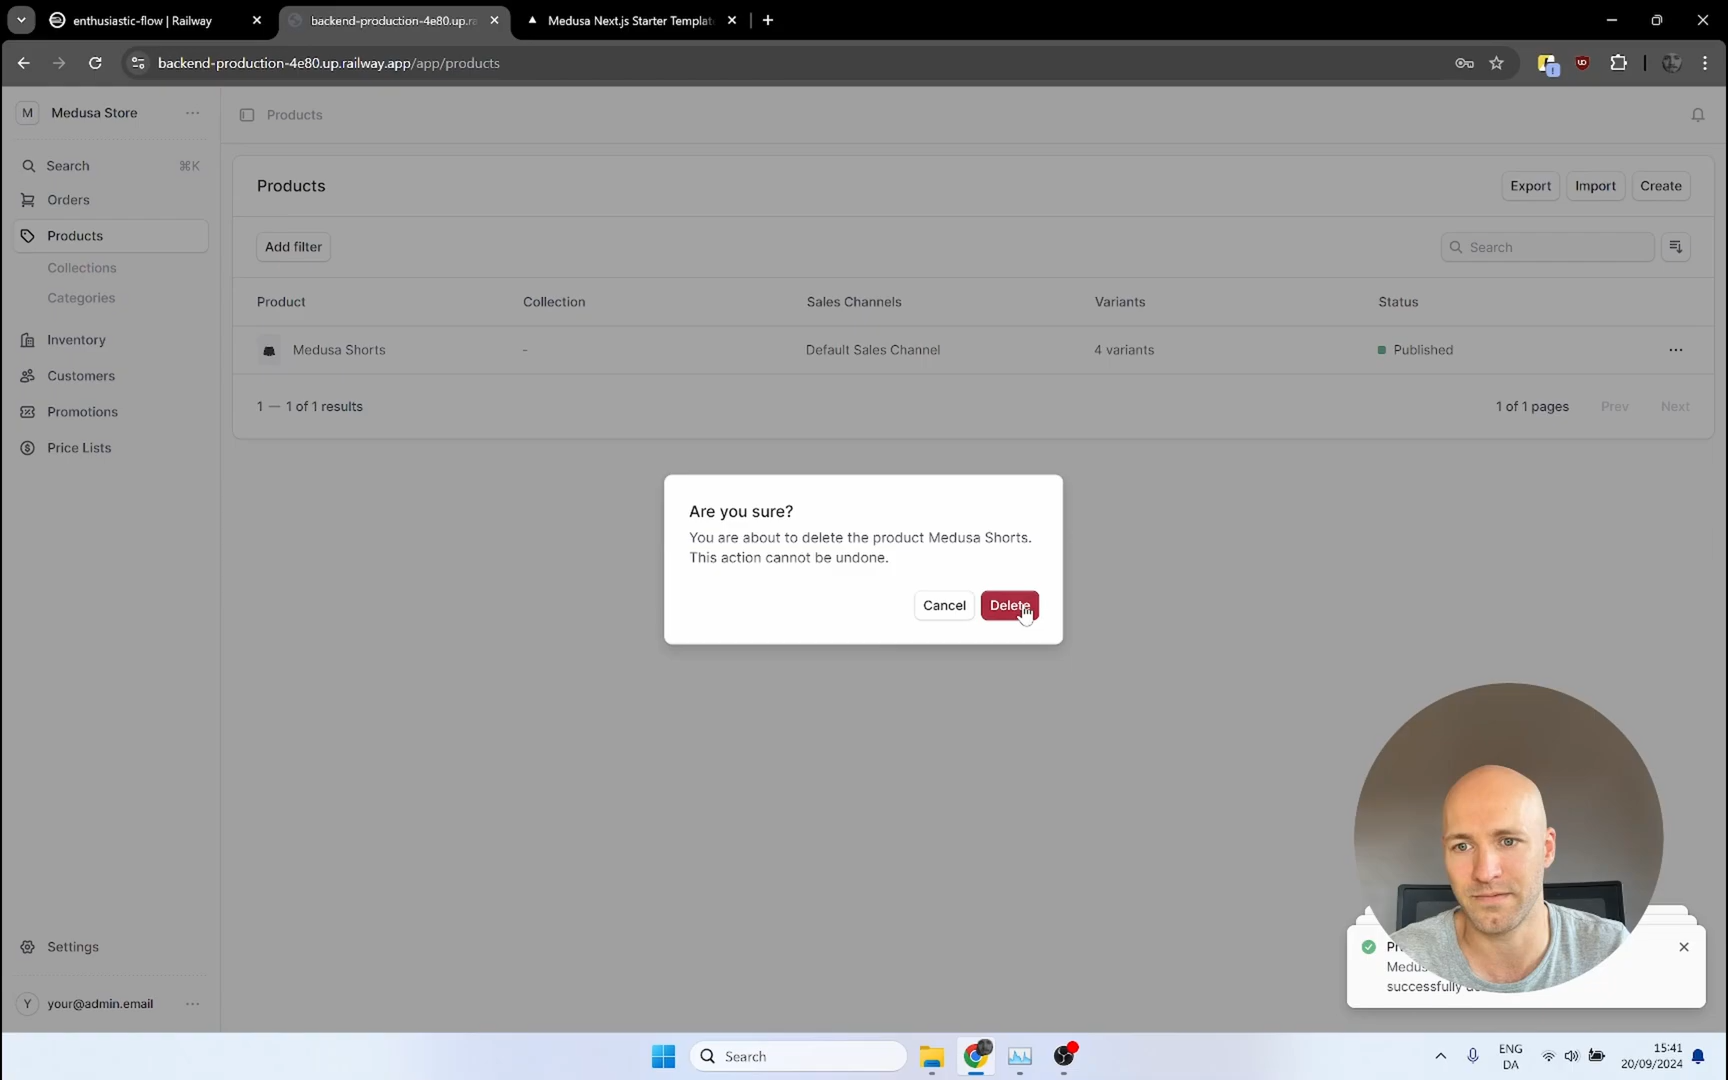 enthusiastic-flow | Railway
backend-production-4e80.up.ra
Medusa Next.js Starter Templat
backend-production-4e80.up.railway.app/app/products
M Medusa Store
Products
Search ⌘K
Orders
Products
Collections
Categories
Inventory
Customers
Promotions
Price Lists
Settings
Y your@admin.email
Products
Export Import Create
Add filter
Search
Product Collection Sales Channels Variants Status
Medusa Shorts - Default Sales Channel 4 variants Published
1 — 1 of 1 results
1 of 1 pages Prev Next
Are you sure?
You are about to delete the product Medusa Shorts.
This action cannot be undone.
Cancel Delete
successfully
Search
ENG
DA
15:41
20/09/2024